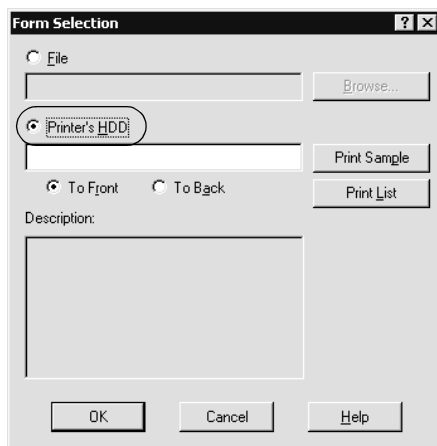 Form Selection
File
Browse...
Printer's HDD
Print Sample
To Front To Back
Print List
Description:
OK Cancel Help